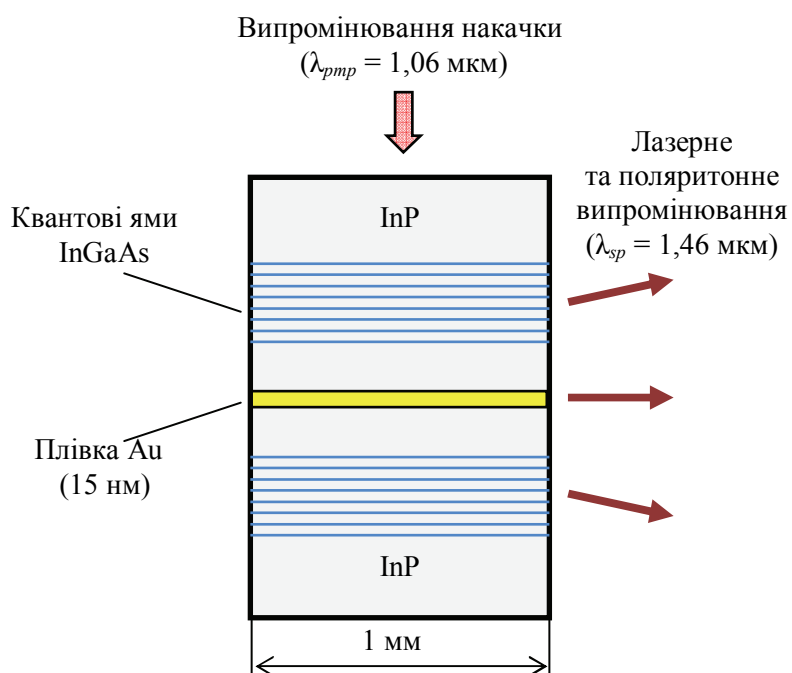 Випромінювання накачки
(λpmp = 1,06 мкм)
Лазерне
та поляритонне
випромінювання
(λsp = 1,46 мкм)
InP
Квантові ями
InGaAs
Плівка Au
(15 нм)
InP
1 мм